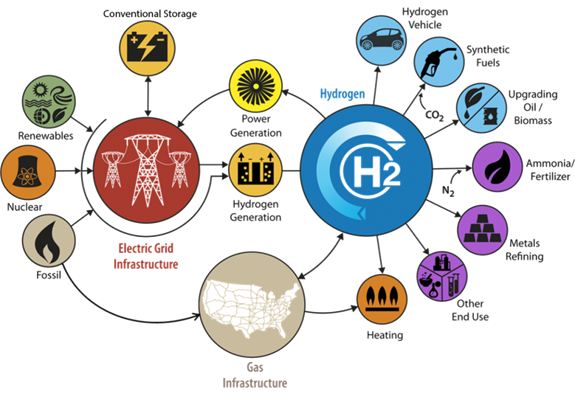 Conventional Storage
Hydrogen
Vehicle
Synthetic
Fuels
CO2
Renewables
Power
Generation
Hydrogen
Upgrading
Oil /
Biomass
H2
Ammonia/
Fertilizer
N2
Nuclear
Hydrogen
Generation
Electric Grid
Infrastructure
Fossil
Metals
Refining
Other
End Use
Heating
Gas
Infrastructure